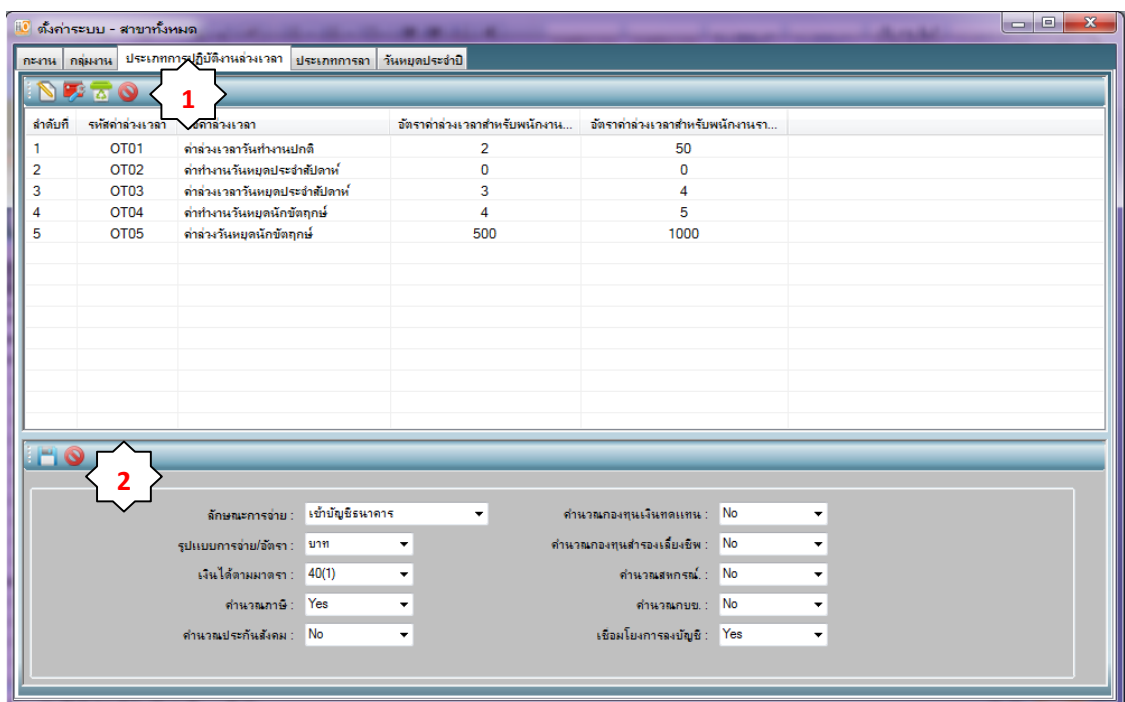 ตั้งค่าระบบ - สาขาทั้งหมด
กะงาน กลุ่มงาน ประเภทการปฏิบัติงานล่วงเวลา ประเภทการลา วันหยุดประจำปี
1
ลำดับที่ รหัสค่าล่วงเวลา ชื่อค่าล่วงเวลา อัตราค่าล่วงเวลาสำหรับพนักงาน... อัตราค่าล่วงเวลาสำหรับพนักงานรา...
1 OT01 ค่าล่วงเวลาวันทำงานปกติ 2 50
2 OT02 ค่าทำงานวันหยุดประจำสัปดาห์ 0 0
3 OT03 ค่าล่วงเวลาวันหยุดประจำสัปดาห์ 3 4
4 OT04 ค่าทำงานวันหยุดนักขัตฤกษ์ 4 5
5 OT05 ค่าล่วงวันหยุดนักขัตฤกษ์ 500 1000
2
ลักษณะการจ่าย : เข้าบัญชีธนาคาร คำนวณกองทุนเงินทดแทน : No
รูปแบบการจ่าย/อัตรา : บาท คำนวณกองทุนสำรองเลี้ยงชีพ : No
เงินได้ตามมาตรา : 40(1) คำนวณสหกรณ์. : No
คำนวณภาษี : Yes คำนวณกบข. : No
คำนวณประกันสังคม : No เชื่อมโยงการลงบัญชี : Yes